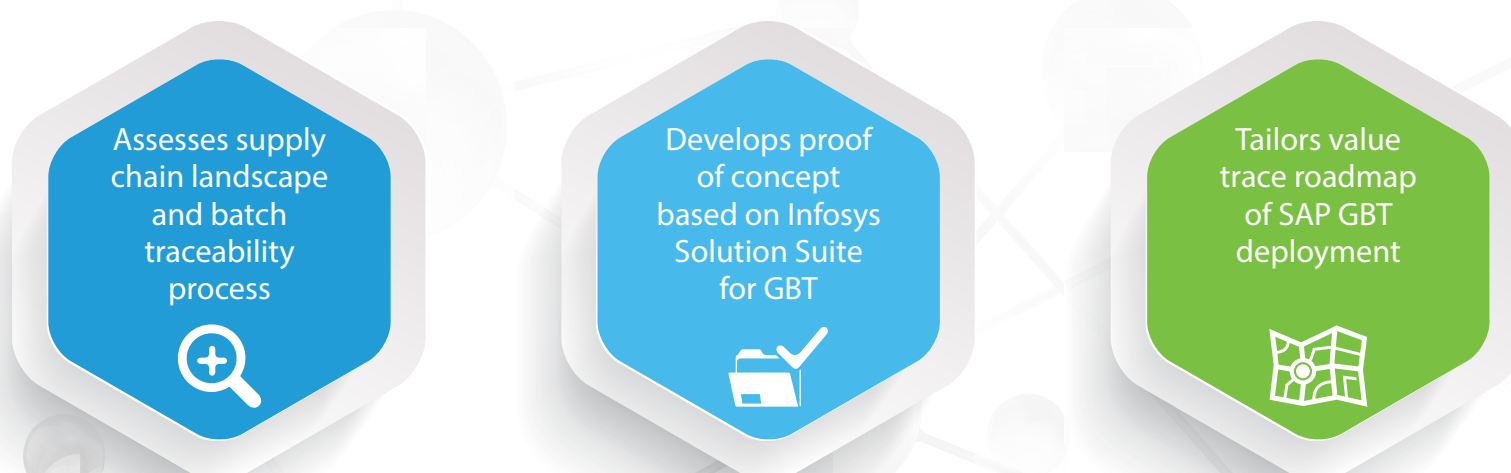 Assesses supply
chain landscape
and batch
traceability
process
Develops proof
of concept
based on Infosys
Solution Suite
for GBT
Tailors value
trace roadmap
of SAP GBT
deployment